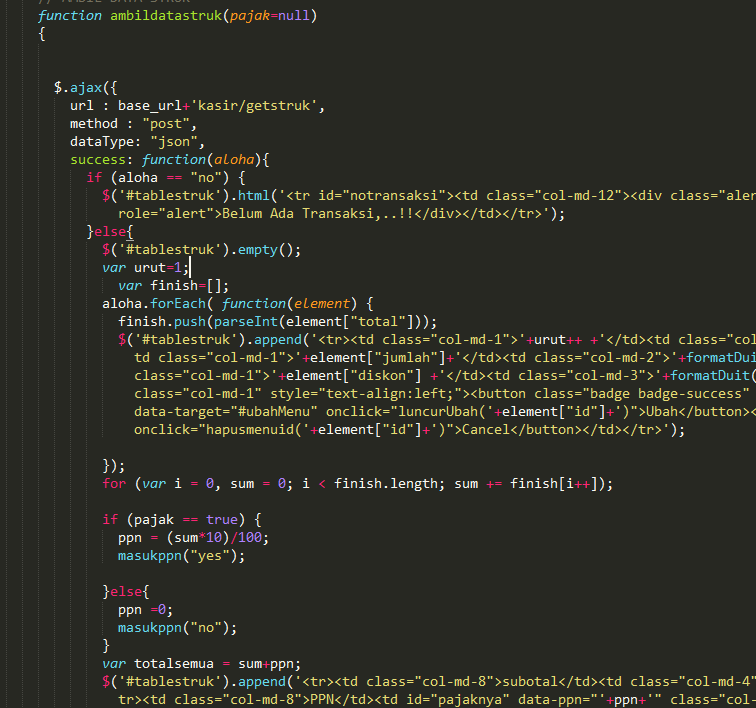 function ambildatastruk(pajak=null)
{
$.ajax({
url : base_url+'kasir/getstruk',
method : "post",
dataType: "json",
success: function(aloha){
if (aloha == "no") {
$('#tablestruk').html('<tr id="notransaksi"><td class="col-md-12"><div class="aler
role="alert">Belum Ada Transaksi,..!!</div></td></tr>');
}else{
$('#tablestruk').empty();
var urut=1;
var finish=[];
aloha.forEach( function(element) {
finish.push(parseInt(element["total"]));
$('#tablestruk').append('<tr><td class="col-md-1">'+urut++ +'</td><td class="col
td class="col-md-1">'+element["jumlah"]+'</td><td class="col-md-2">'+formatDui
class="col-md-1">'+element["diskon"] +'</td><td class="col-md-3">'+formatDuit(
class="col-md-1" style="text-align:left;"><button class="badge badge-success"
data-target="#ubahMenu" onclick="luncurUbah('+element["id"]+')">Ubah</button><
onclick="hapusmenuid('+element["id"]+')">Cancel</button></td></tr>');
});
for (var i = 0, sum = 0; i < finish.length; sum += finish[i++]);
if (pajak == true) {
ppn = (sum*10)/100;
masukppn("yes");
}else{
ppn =0;
masukppn("no");
}
var totalsemua = sum+ppn;
$('#tablestruk').append('<tr><td class="col-md-8">subotal</td><td class="col-md-4"
tr><td class="col-md-8">PPN</td><td id="pajaknya" data-ppn="'+ppn+'" class="col-